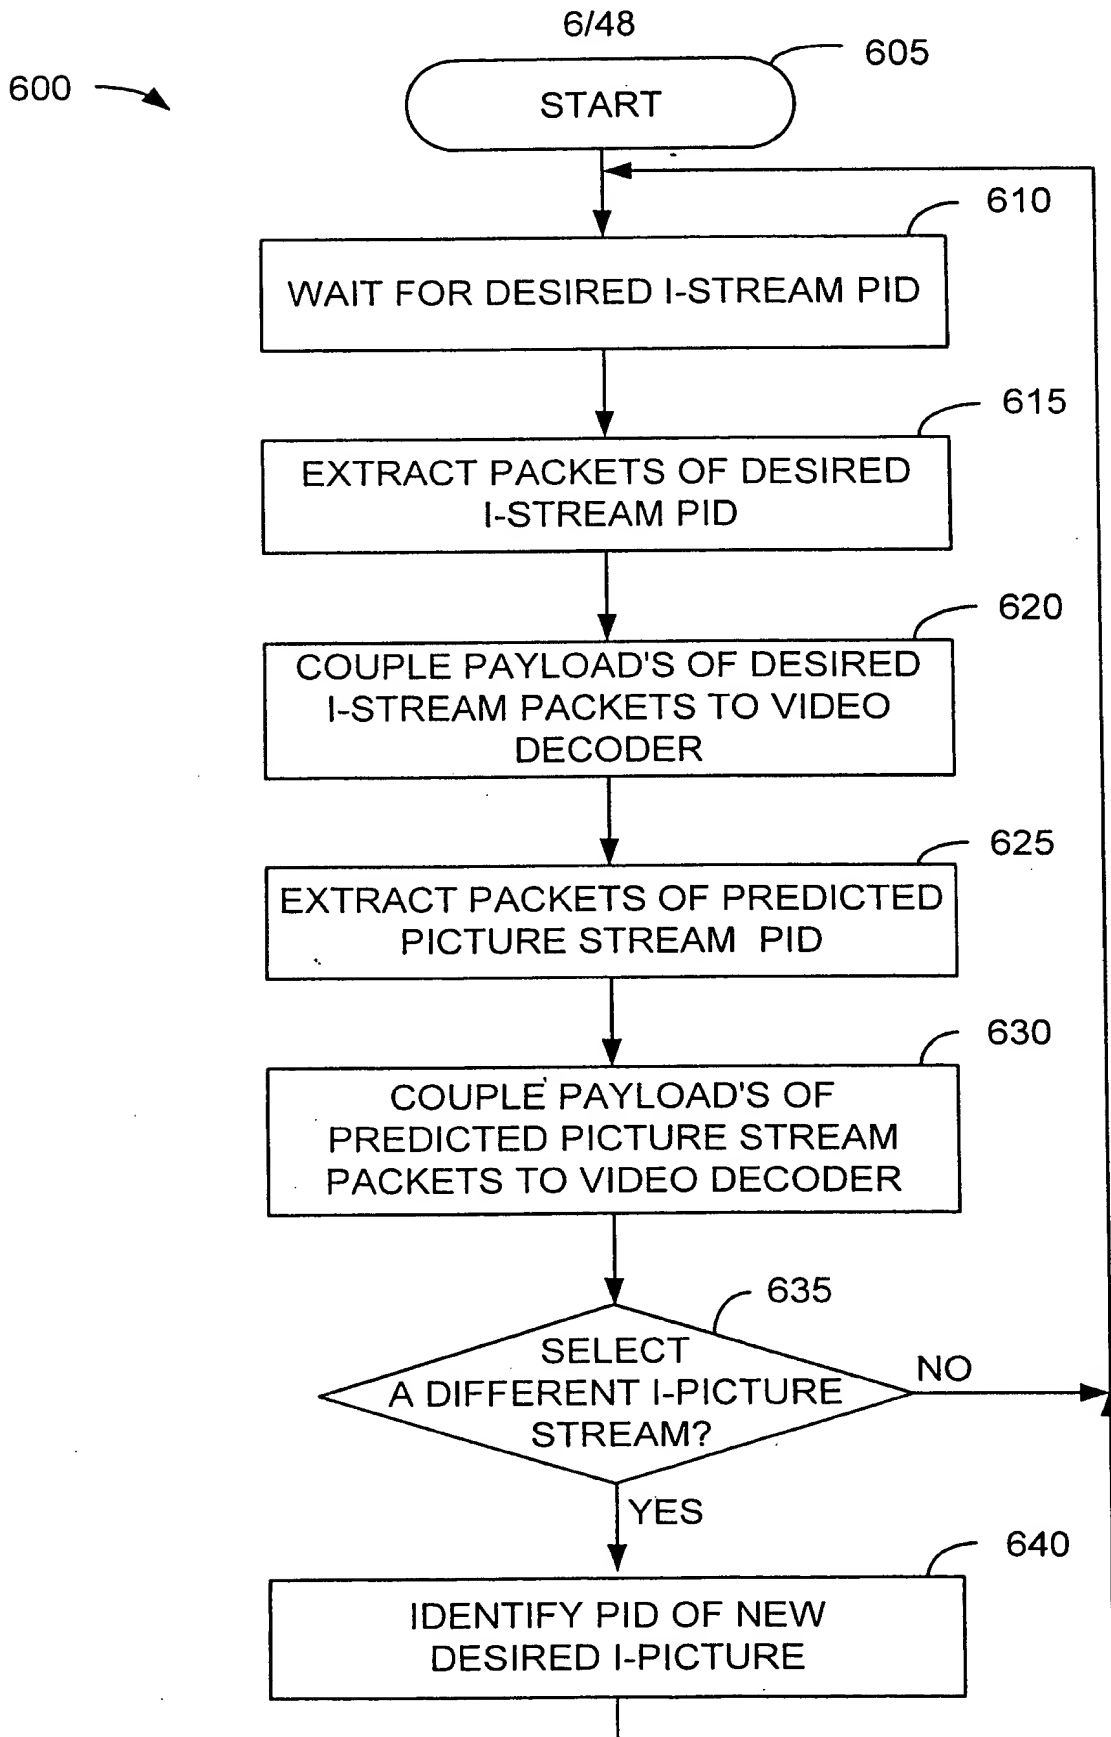 6/48
605
600
START
610
WAIT FOR DESIRED I-STREAM PID
615
EXTRACT PACKETS OF DESIRED
I-STREAM PID
620
COUPLE PAYLOAD'S OF DESIRED
I-STREAM PACKETS TO VIDEO
DECODER
625
EXTRACT PACKETS OF PREDICTED
PICTURE STREAM PID
630
COUPLE PAYLOAD'S OF
PREDICTED PICTURE STREAM
PACKETS TO VIDEO DECODER
635
SELECT
A DIFFERENT I-PICTURE
STREAM?
NO
YES
640
IDENTIFY PID OF NEW
DESIRED I-PICTURE